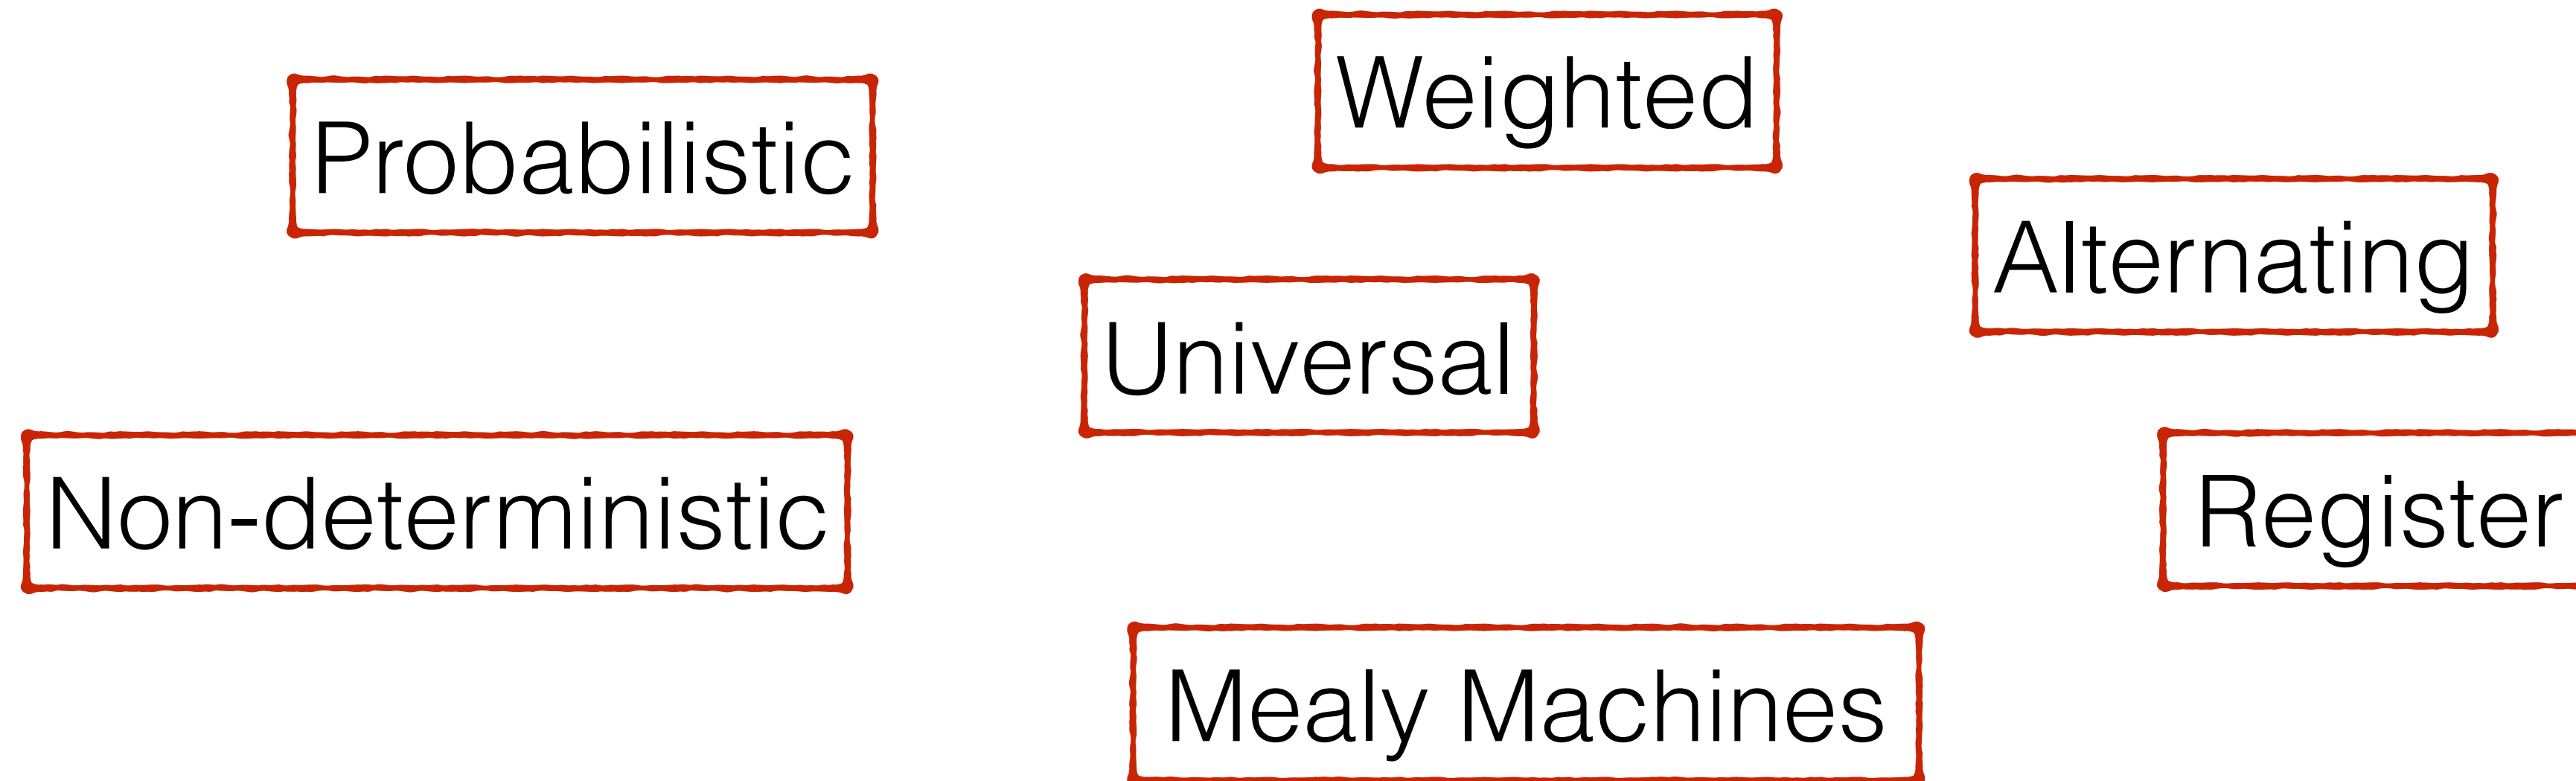 Weighted
Probabilistic
Alternating
Universal
Non-deterministic
Register
Mealy Machines